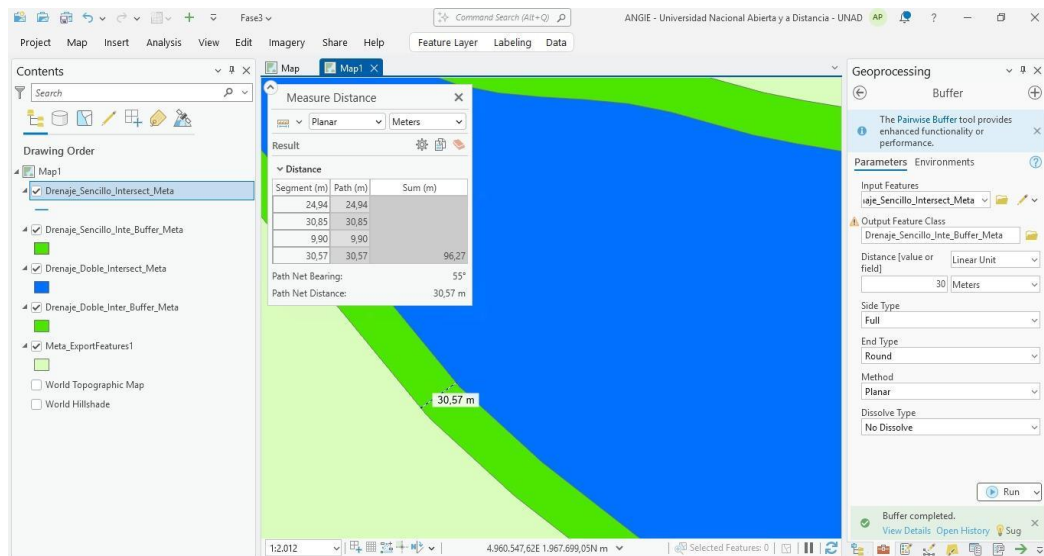 Fase3
Command Search (Alt+Q)
ANGIE - Universidad Nacional Abierta y a Distancia - UNAD
AP
?
Project Map Insert Analysis View Edit Imagery Share Help Feature Layer Labeling Data
Contents
Search
Drawing Order
Map1
Drenaje_Sencillo_Intersect_Meta
Drenaje_Sencillo_Inte_Buffer_Meta
Drenaje_Doble_Intersect_Meta
Drenaje_Doble_Inter_Buffer_Meta
Meta_ExportFeatures1
World Topographic Map
World Hillshade
Map Map1
Measure Distance
Planar Meters
Result
Distance
Segment (m) Path (m) Sum (m)
24,94 24,94
30,85 30,85
9,90 9,90
30,57 30,57 96,27
Path Net Bearing: 55°
Path Net Distance: 30,57 m
30,57 m
1:2.012
4.960.547,62E 1.967.699,05N m
Selected Features: 0
Geoprocessing
Buffer
The Pairwise Buffer tool provides
enhanced functionality or
performance.
Parameters Environments
?
Input Features
aje_Sencillo_Intersect_Meta
Output Feature Class
Drenaje_Sencillo_Inte_Buffer_Meta
Distance [value or
field]
Linear Unit
30 Meters
Side Type
Full
End Type
Round
Method
Planar
Dissolve Type
No Dissolve
Run
Buffer completed.
View Details Open History Sug